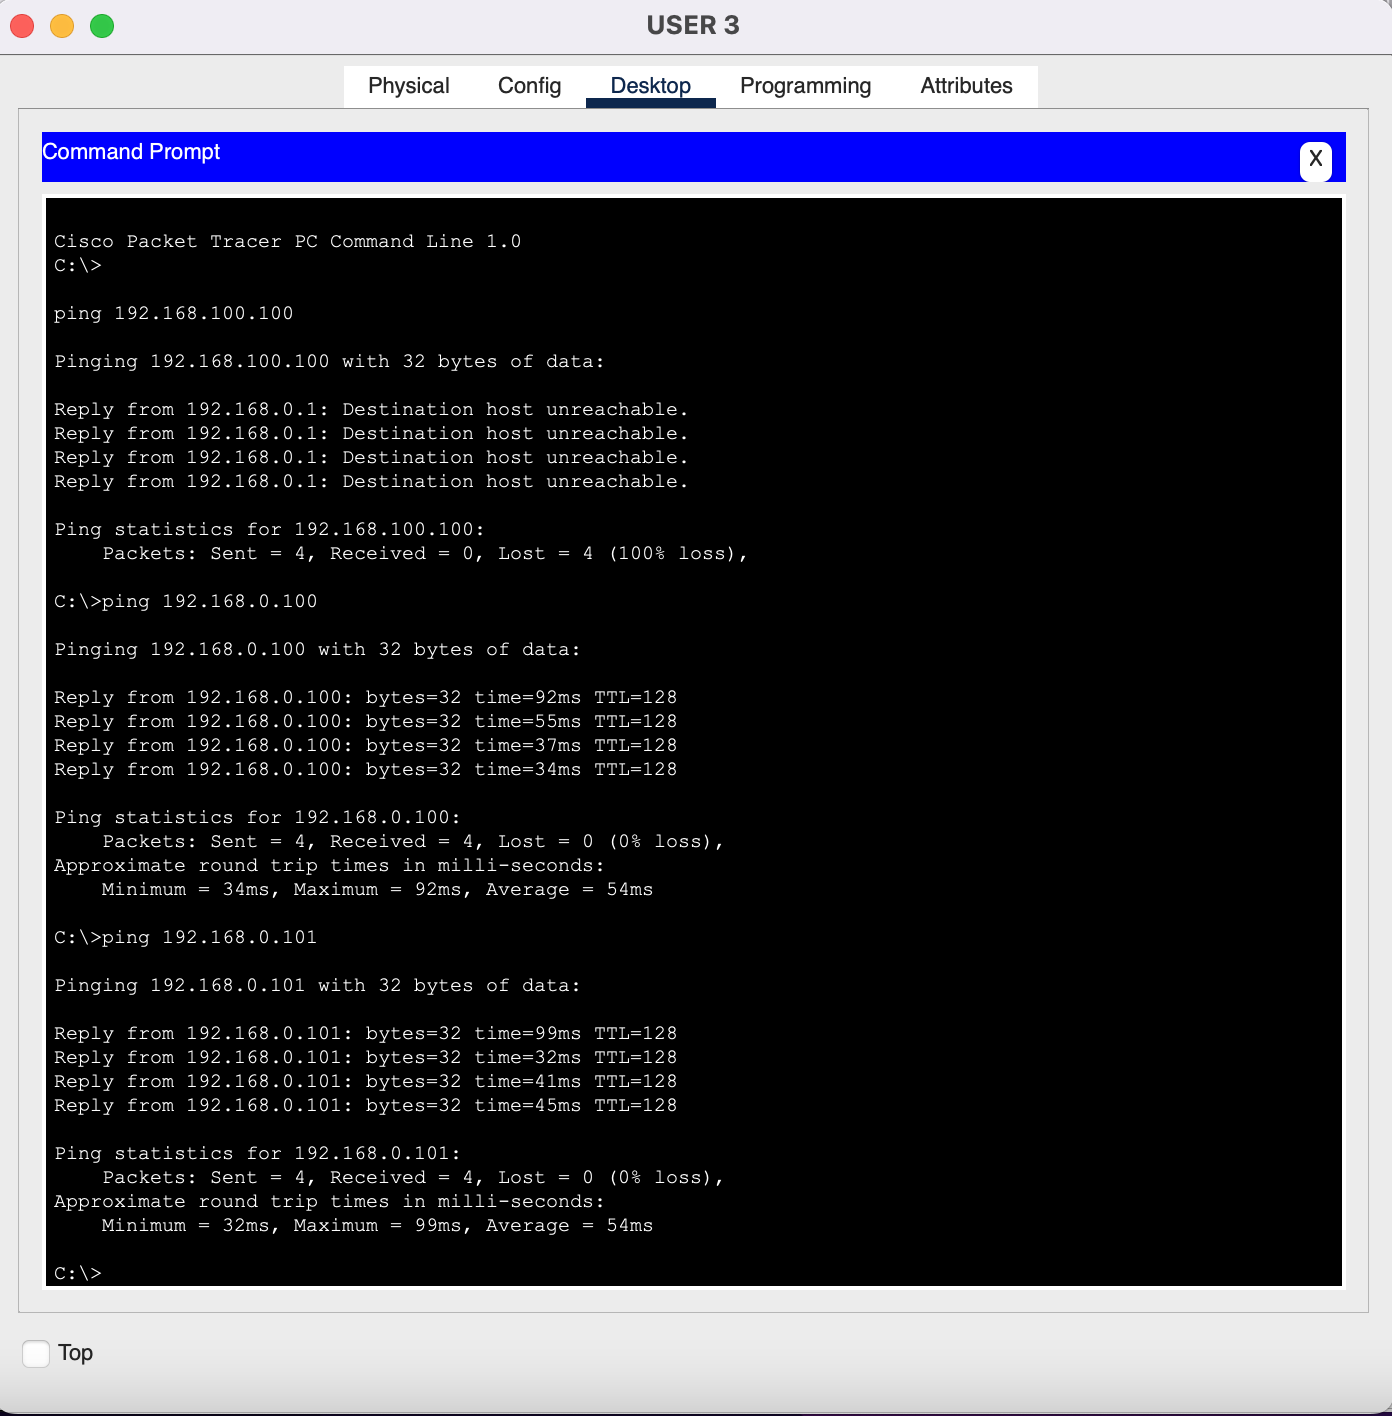 USER 3
Physical Config Desktop Programming Attributes
Command Prompt
X
Cisco Packet Tracer PC Command Line 1.0
C:\>
ping 192.168.100.100
Pinging 192.168.100.100 with 32 bytes of data:
Reply from 192.168.0.1: Destination host unreachable.
Reply from 192.168.0.1: Destination host unreachable.
Reply from 192.168.0.1: Destination host unreachable.
Reply from 192.168.0.1: Destination host unreachable.
Ping statistics for 192.168.100.100:
    Packets: Sent = 4, Received = 0, Lost = 4 (100% loss),
C:\>ping 192.168.0.100
Pinging 192.168.0.100 with 32 bytes of data:
Reply from 192.168.0.100: bytes=32 time=92ms TTL=128
Reply from 192.168.0.100: bytes=32 time=55ms TTL=128
Reply from 192.168.0.100: bytes=32 time=37ms TTL=128
Reply from 192.168.0.100: bytes=32 time=34ms TTL=128
Ping statistics for 192.168.0.100:
    Packets: Sent = 4, Received = 4, Lost = 0 (0% loss),
Approximate round trip times in milli-seconds:
    Minimum = 34ms, Maximum = 92ms, Average = 54ms
C:\>ping 192.168.0.101
Pinging 192.168.0.101 with 32 bytes of data:
Reply from 192.168.0.101: bytes=32 time=99ms TTL=128
Reply from 192.168.0.101: bytes=32 time=32ms TTL=128
Reply from 192.168.0.101: bytes=32 time=41ms TTL=128
Reply from 192.168.0.101: bytes=32 time=45ms TTL=128
Ping statistics for 192.168.0.101:
    Packets: Sent = 4, Received = 4, Lost = 0 (0% loss),
Approximate round trip times in milli-seconds:
    Minimum = 32ms, Maximum = 99ms, Average = 54ms
C:\>
Top